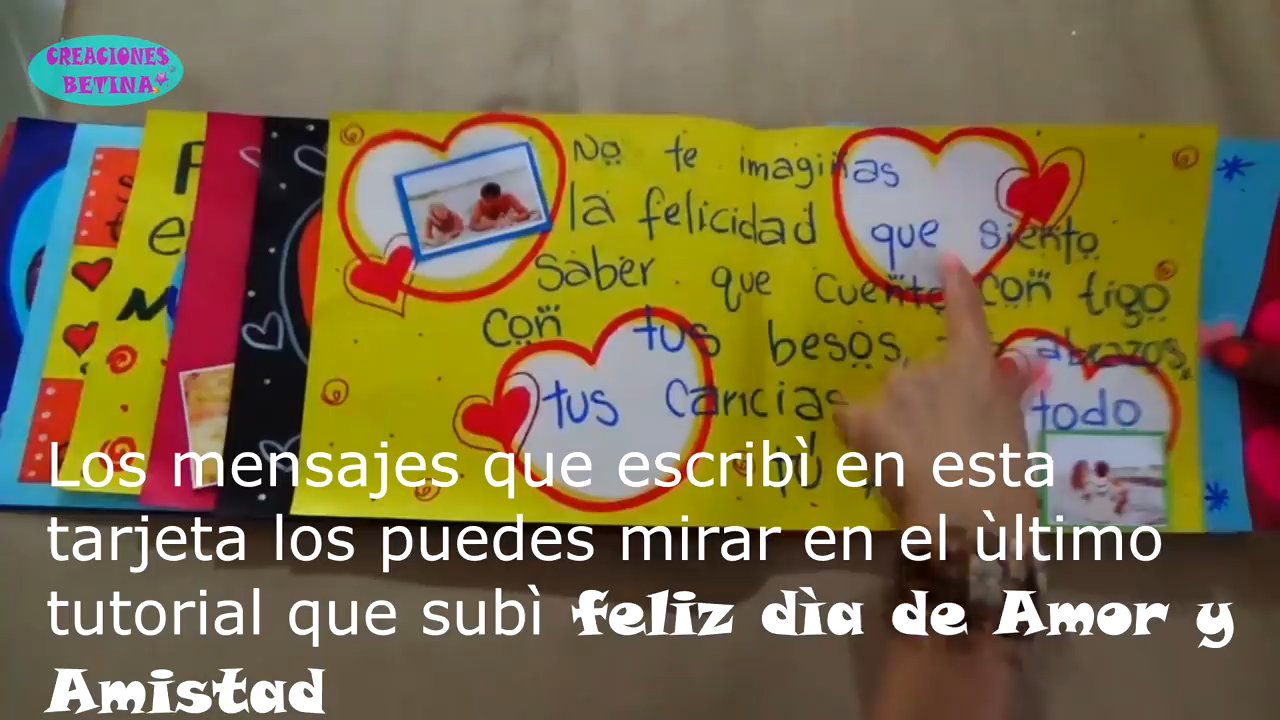 CREACIONES
BETINA
No te imaginas
la felicidad que siento
Saber que cuento con tigo
Con tus besos, abrazos,
tus caricias todo
tú
Los mensajes que escribì en esta
tarjeta los puedes mirar en el ùltimo
tutorial que subì feliz dìa de Amor y
Amistad